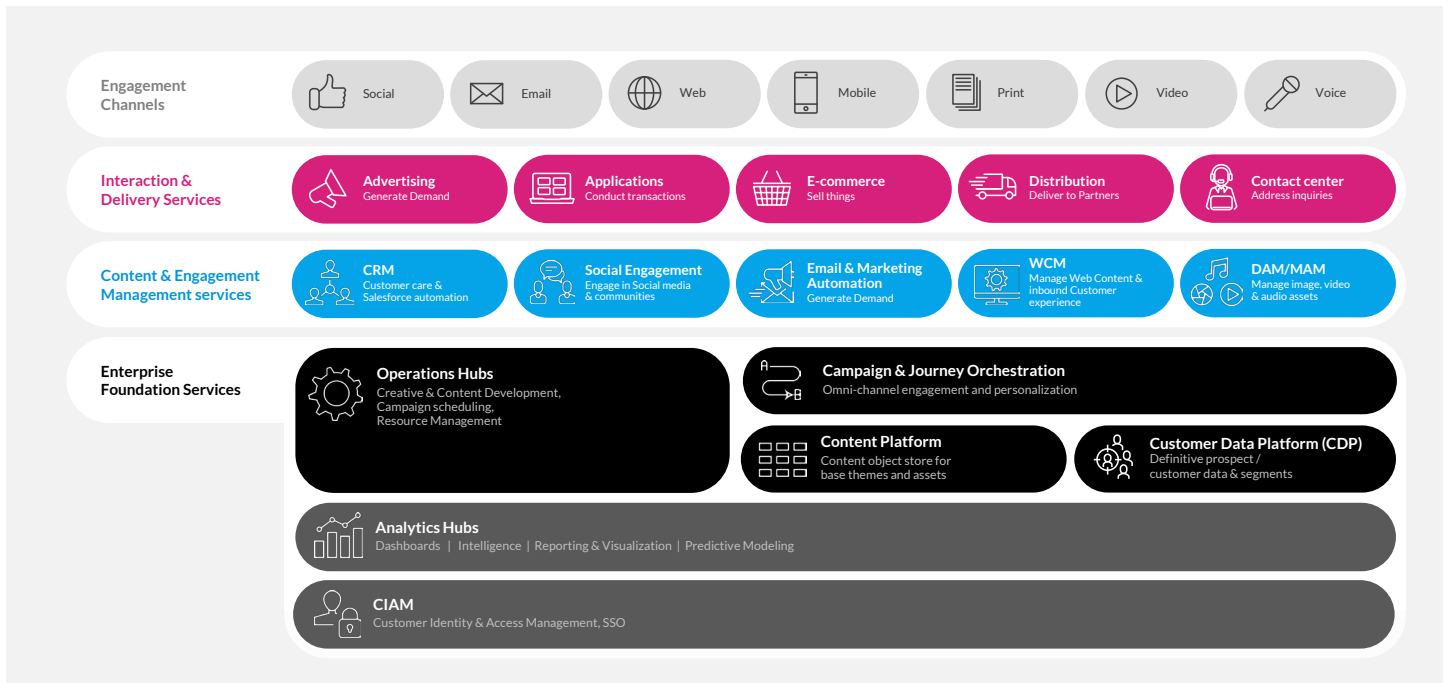 Engagement
Channels
Social
Email
Web
Mobile
Print
Video
Voice
Interaction &
Delivery Services
Advertising
Generate Demand
Applications
Conduct transactions
E-commerce
Sell things
Distribution
Deliver to Partners
Contact center
Address inquiries
Content & Engagement
Management services
CRM
Customer care &
Salesforce automation
Social Engagement
Engage in Social media
& communities
Email & Marketing
Automation
Generate Demand
WCM
Manage Web Content &
inbound Customer
experience
DAM/MAM
Manage image, video
& audio assets
Enterprise
Foundation Services
Operations Hubs
Creative & Content Development,
Campaign scheduling,
Resource Management
A
B
Campaign & Journey Orchestration
Omni-channel engagement and personalization
Content Platform
Content object store for
base themes and assets
Customer Data Platform (CDP)
Definitive prospect /
customer data & segments
Analytics Hubs
Dashboards | Intelligence | Reporting & Visualization | Predictive Modeling
CIAM
Customer Identity & Access Management, SSO